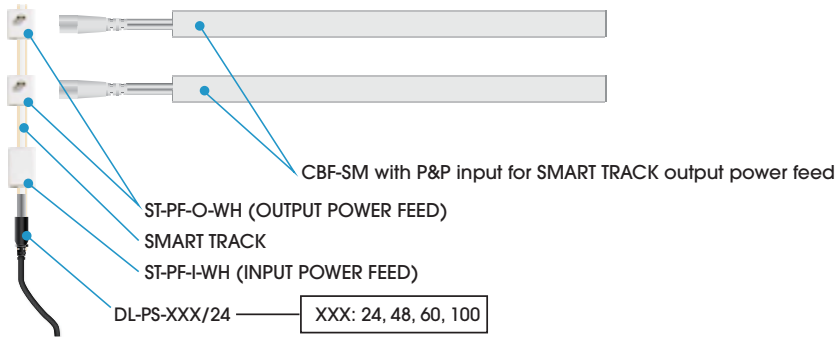 CBF-SM with P&P input for SMART TRACK output power feed
ST-PF-O-WH (OUTPUT POWER FEED)
SMART TRACK
ST-PF-I-WH (INPUT POWER FEED)
DL-PS-XXX/24
XXX: 24, 48, 60, 100